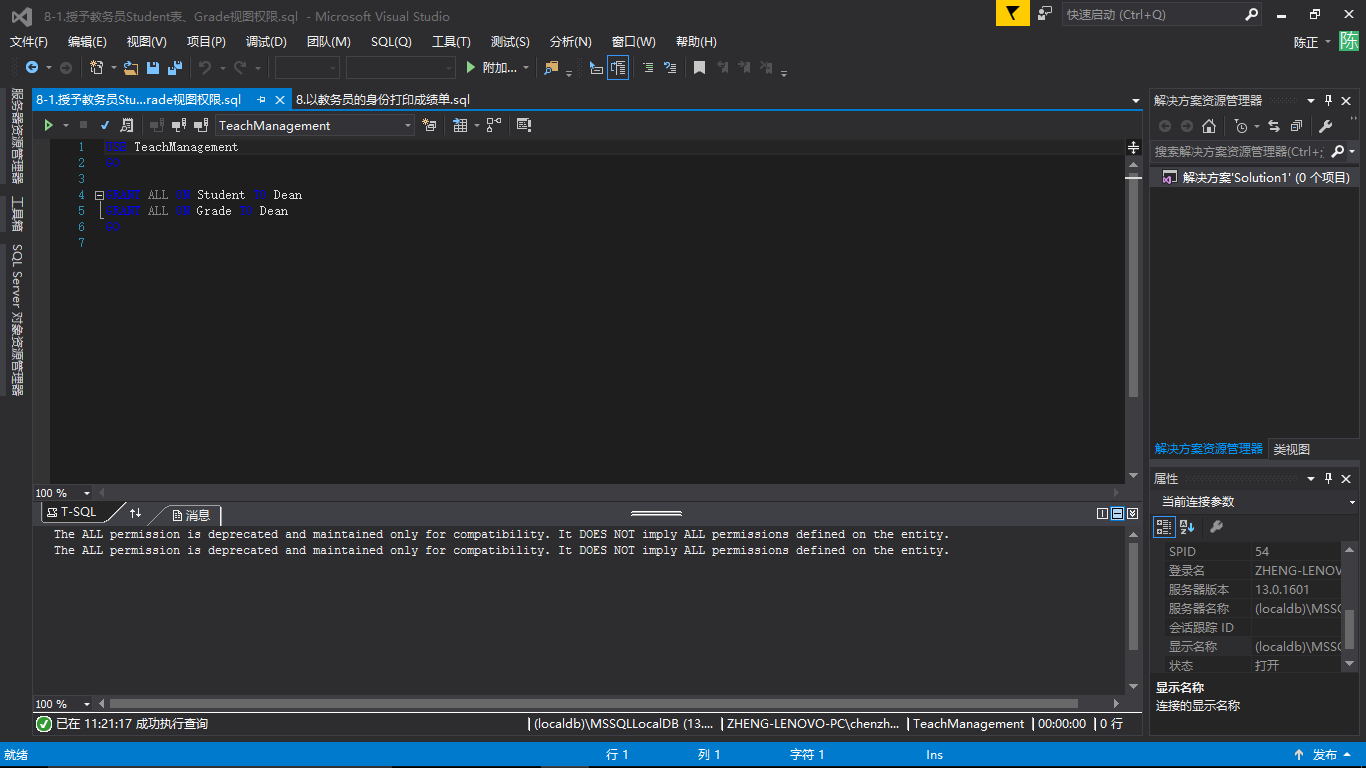 8-1.授予教务员Student表、Grade视图权限.sql - Microsoft Visual Studio
快速启动 (Ctrl+Q)
文件(F) 编辑(E) 视图(V) 项目(P) 调试(D) 团队(M) SQL(Q) 工具(T) 测试(S) 分析(N) 窗口(W) 帮助(H)
陈正 陈
附加...
服务器资源管理器
工具箱
SQL Server 对象资源管理器
8-1.授予教务员Stu...rade视图权限.sql 8.以教务员的身份打印成绩单.sql
TeachManagement
1 USE TeachManagement
2 GO
3
4 GRANT ALL ON Student TO Dean
5 GRANT ALL ON Grade TO Dean
6 GO
7
100 %
T-SQL 消息
The ALL permission is deprecated and maintained only for compatibility. It DOES NOT imply ALL permissions defined on the entity.
The ALL permission is deprecated and maintained only for compatibility. It DOES NOT imply ALL permissions defined on the entity.
100 %
已在 11:21:17 成功执行查询 (localdb)\MSSQLLocalDB (13.... ZHENG-LENOVO-PC\chenzh... TeachManagement 00:00:00 0 行
解决方案资源管理器
搜索解决方案资源管理器(Ctrl+;
解决方案'Solution1' (0 个项目)
解决方案资源管理器 类视图
属性
当前连接参数
SPID 54
登录名 ZHENG-LENOV
服务器版本 13.0.1601
服务器名称 (localdb)\MSSC
会话跟踪 ID
显示名称 (localdb)\MSSC
状态 打开
显示名称
连接的显示名称
就绪 行 1 列 1 字符 1 Ins 发布